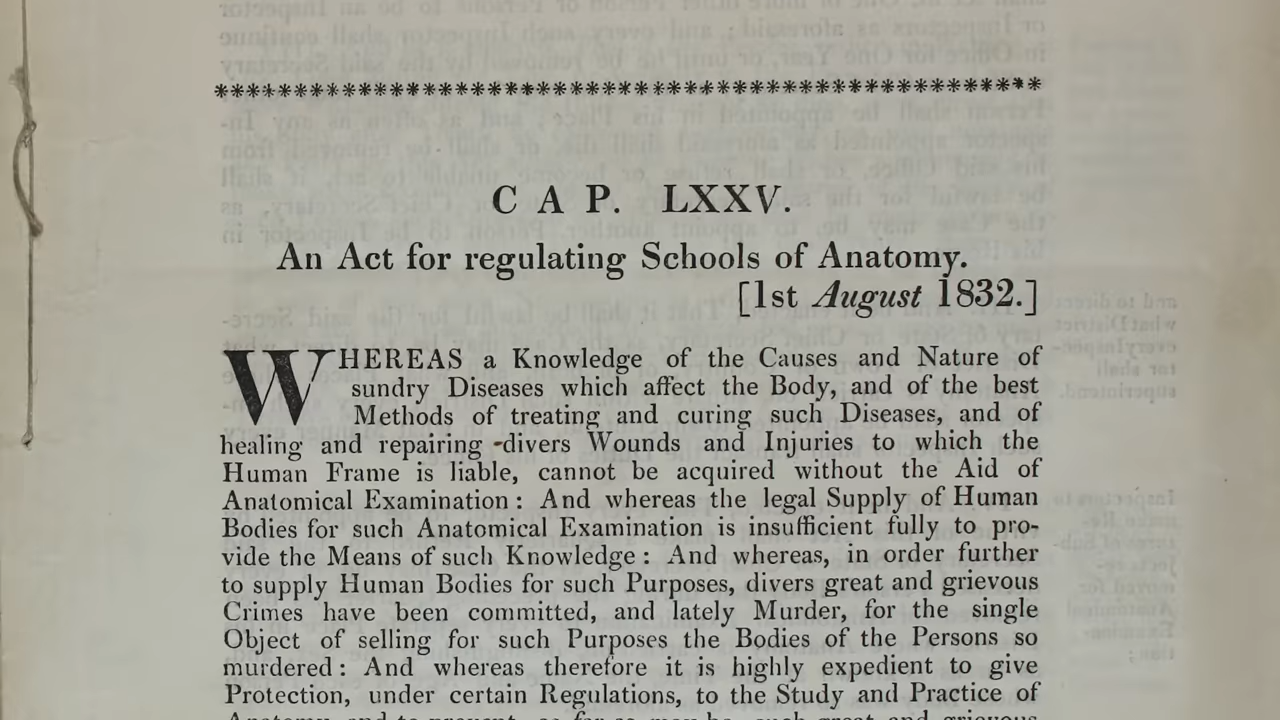 C A P. LXXV.
An Act for regulating Schools of Anatomy.
[1st August 1832.]
WHEREAS a Knowledge of the Causes and Nature of
sundry Diseases which affect the Body, and of the best
Methods of treating and curing such Diseases, and of
healing and repairing divers Wounds and Injuries to which the
Human Frame is liable, cannot be acquired without the Aid of
Anatomical Examination: And whereas the legal Supply of Human
Bodies for such Anatomical Examination is insufficient fully to pro-
vide the Means of such Knowledge: And whereas, in order further
to supply Human Bodies for such Purposes, divers great and grievous
Crimes have been committed, and lately Murder, for the single
Object of selling for such Purposes the Bodies of the Persons so
murdered: And whereas therefore it is highly expedient to give
Protection, under certain Regulations, to the Study and Practice of